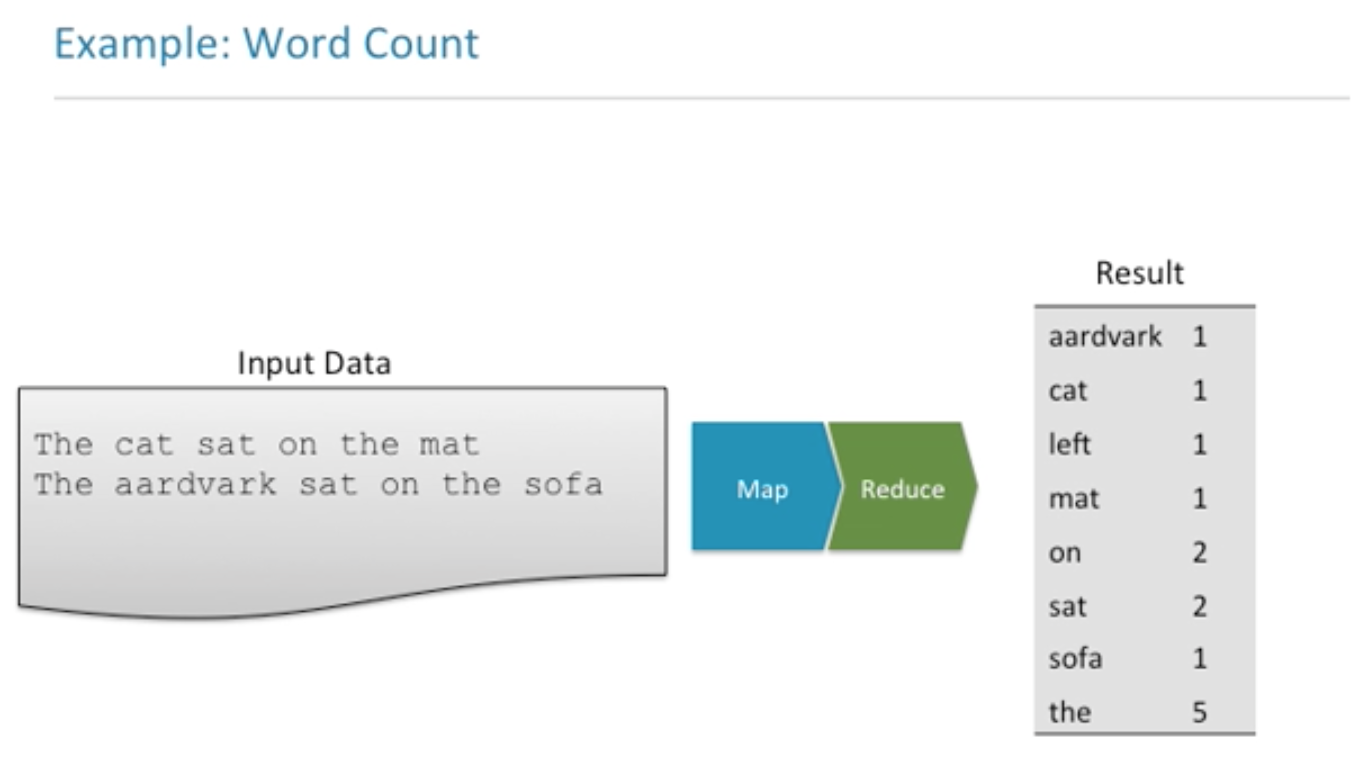 Example: Word Count
Input Data
The cat sat on the mat
The aardvark sat on the sofa
Map
Reduce
Result
aardvark 1
cat 1
left 1
mat 1
on 2
sat 2
sofa 1
the 5